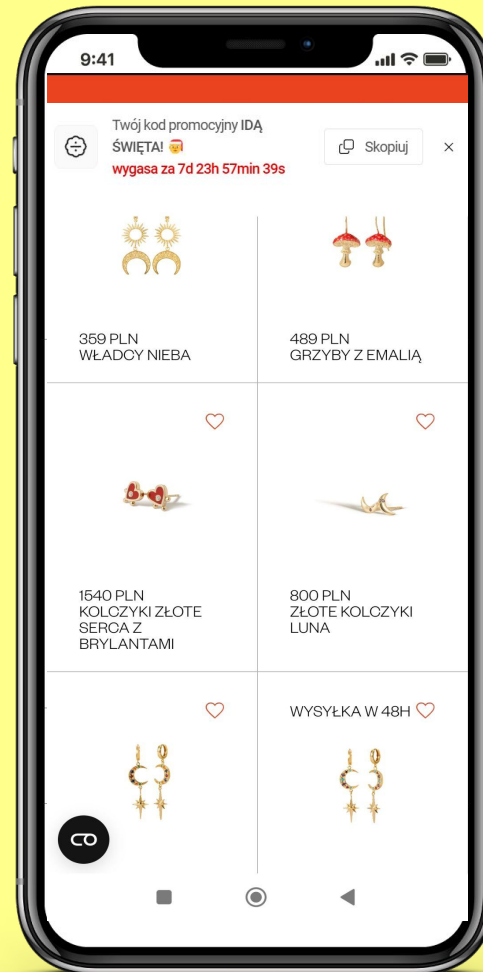 9:41
Twój kod promocyjny IDĄ
ŚWIĘTA! 🎅
wygasa za 7d 23h 57min 39s
Skopiuj
359 PLN
WŁADCY NIEBA
489 PLN
GRZYBY Z EMALIĄ
1540 PLN
KOLCZYKI ZŁOTE
SERCA Z
BRYLANTAMI
800 PLN
ZŁOTE KOLCZYKI
LUNA
WYSYŁKA W 48H